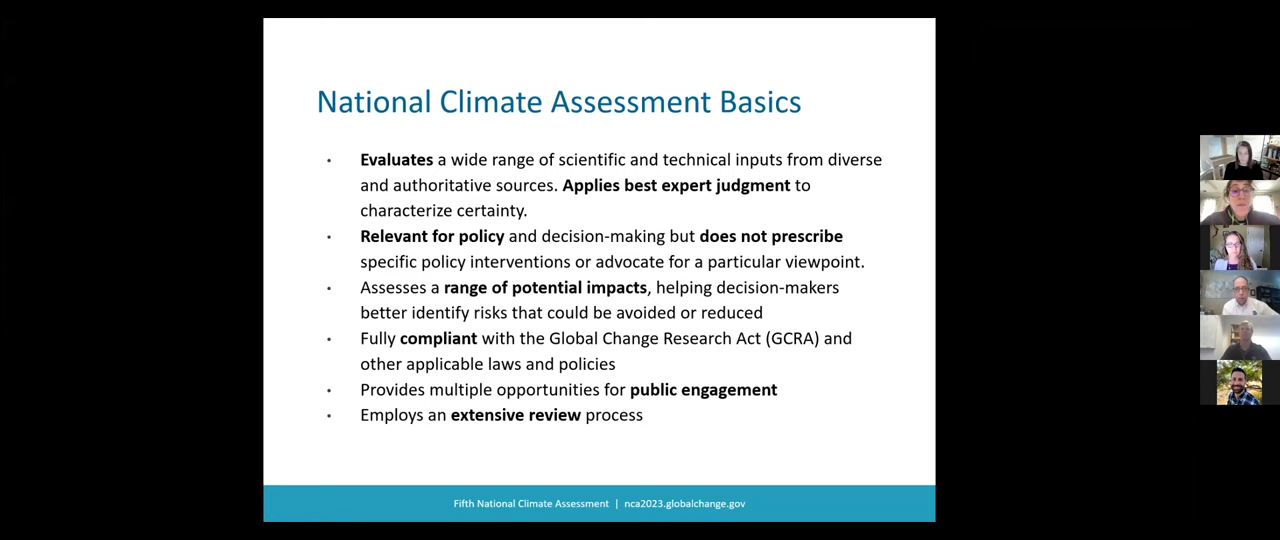 National Climate Assessment Basics
• Evaluates a wide range of scientific and technical inputs from diverse
and authoritative sources. Applies best expert judgment to
characterize certainty.
• Relevant for policy and decision-making but does not prescribe
specific policy interventions or advocate for a particular viewpoint.
• Assesses a range of potential impacts, helping decision-makers
better identify risks that could be avoided or reduced
• Fully compliant with the Global Change Research Act (GCRA) and
other applicable laws and policies
• Provides multiple opportunities for public engagement
• Employs an extensive review process
Fifth National Climate Assessment | nca2023.globalchange.gov